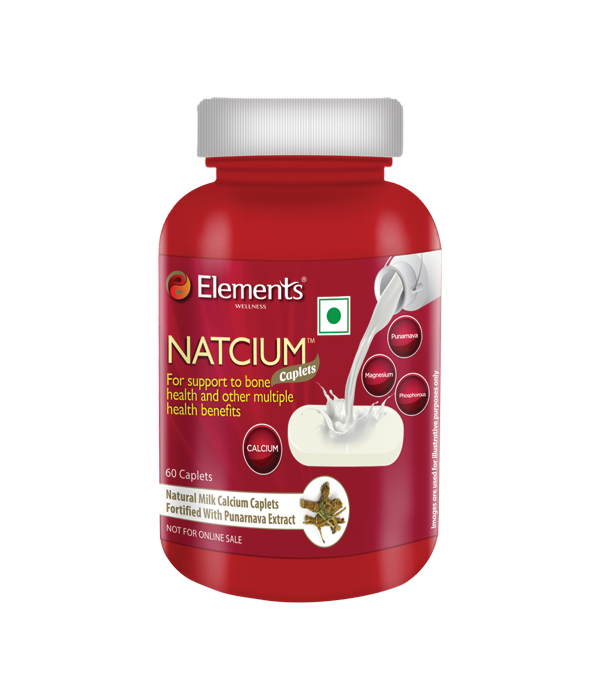 Elements®
WELLNESS
NATCIUM™
Caplets
For support to bone
health and other multiple
health benefits
Punarnava
Magnesium
Phosphorous
CALCIUM
60 Caplets
Natural Milk Calcium Caplets
Fortified With Punarnava Extract
NOT FOR ONLINE SALE
Images are used for illustrative purposes only